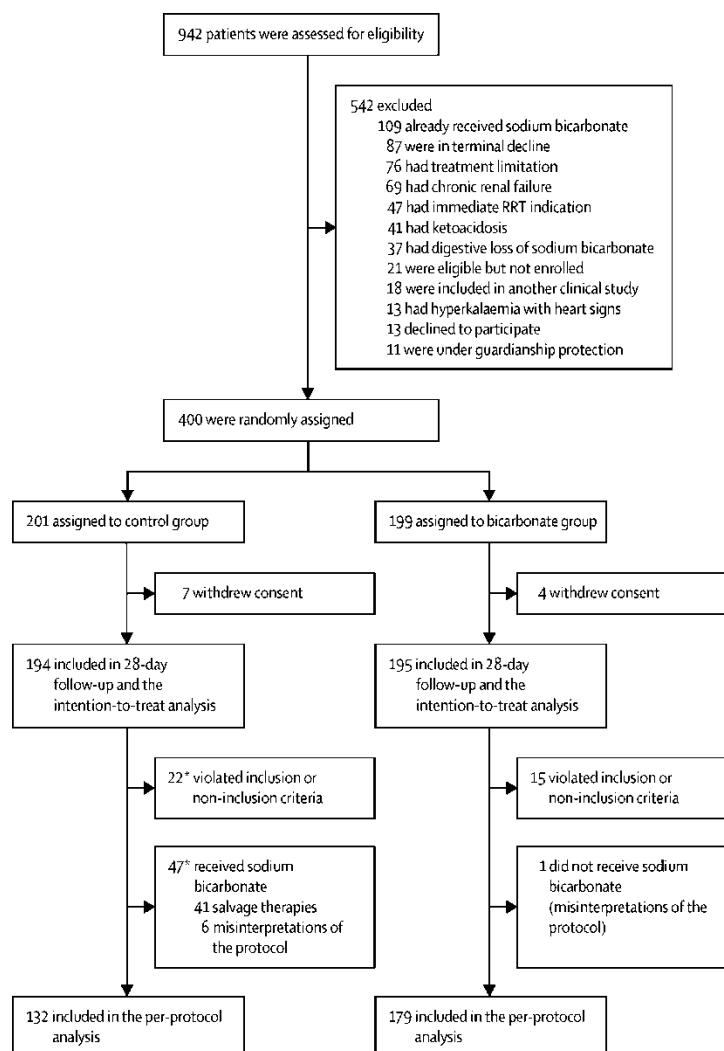 942 patients were assessed for eligibility
542 excluded
109 already received sodium bicarbonate
87 were in terminal decline
76 had treatment limitation
69 had chronic renal failure
47 had immediate RRT indication
41 had ketoacidosis
37 had digestive loss of sodium bicarbonate
21 were eligible but not enrolled
18 were included in another clinical study
13 had hyperkalaemia with heart signs
13 declined to participate
11 were under guardianship protection
400 were randomly assigned
201 assigned to control group
199 assigned to bicarbonate group
7 withdrew consent
4 withdrew consent
194 included in 28-day
follow-up and the
intention-to-treat analysis
195 included in 28-day
follow-up and the
intention-to-treat analysis
22* violated inclusion or
non-inclusion criteria
15 violated inclusion or
non-inclusion criteria
47* received sodium
bicarbonate
41 salvage therapies
6 misinterpretations of
the protocol
1 did not receive sodium
bicarbonate
(misinterpretations of the
protocol)
132 included in the per-protocol
analysis
179 included in the per-protocol
analysis